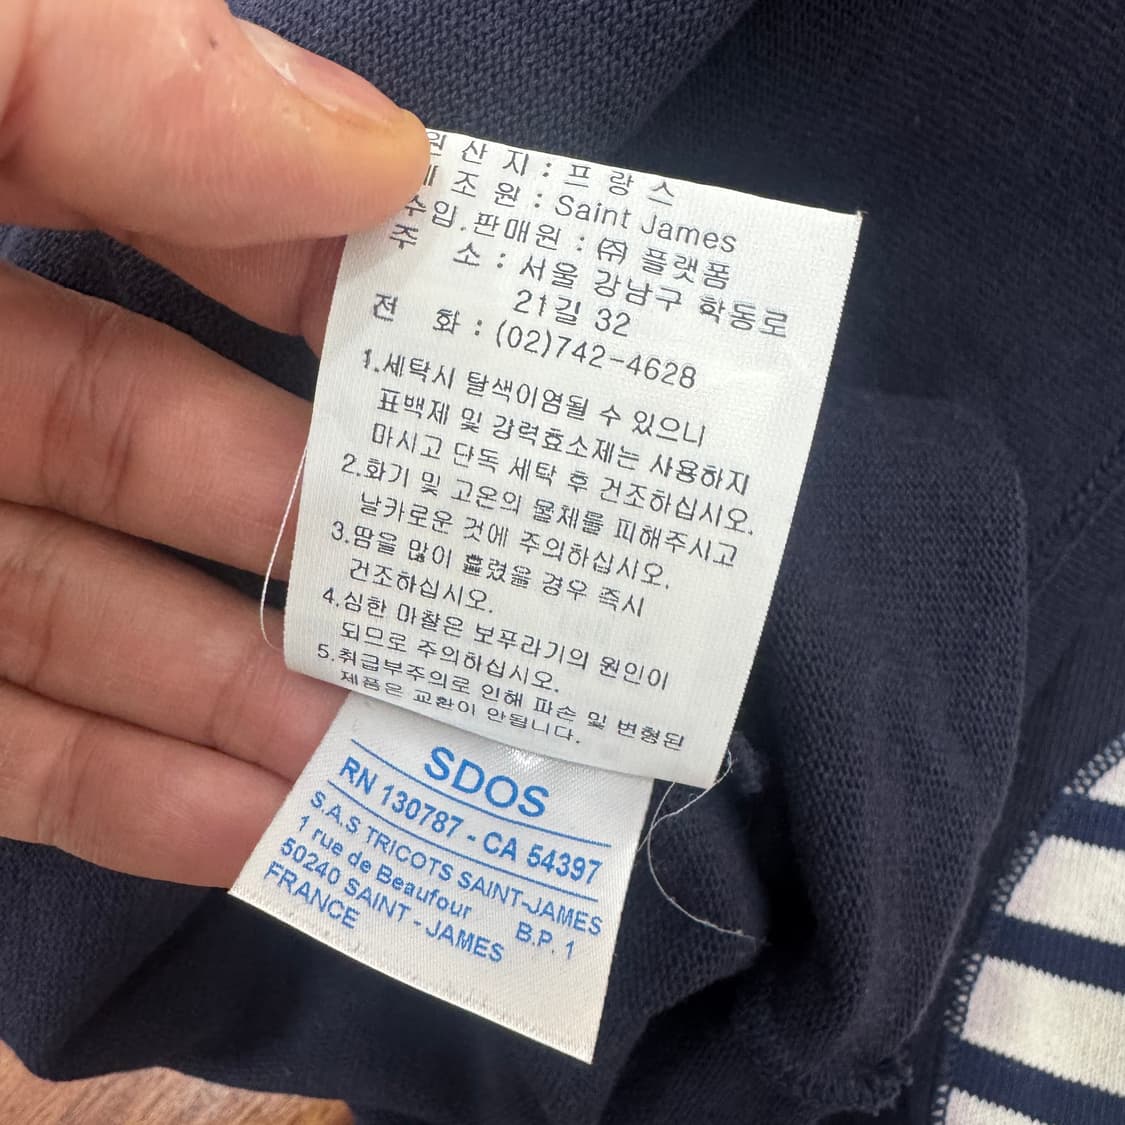 원 산 지 : 프 랑 스
제 조 원 : Saint James
수입.판매원 : ㈜ 플랫폼
주 소 : 서울 강남구 학동로
21길 32
전 화 : (02)742-4628
1.세탁시 탈색이염될 수 있으니
표백제 및 강력효소제는 사용하지
마시고 단독 세탁 후 건조하십시오.
2.화기 및 고온의 물체를 피해주시고
날카로운 것에 주의하십시오.
3.땀을 많이 흘렸을 경우 즉시
건조하십시오.
4.심한 마찰은 보푸라기의 원인이
되므로 주의하십시오.
5.취급부주의로 인해 파손 및 변형된
제품은 교환이 안됩니다.
SDOS
RN 130787 - CA 54397
S.A.S TRICOTS SAINT-JAMES
1 rue de Beaufour B.P. 1
50240 SAINT - JAMES
FRANCE